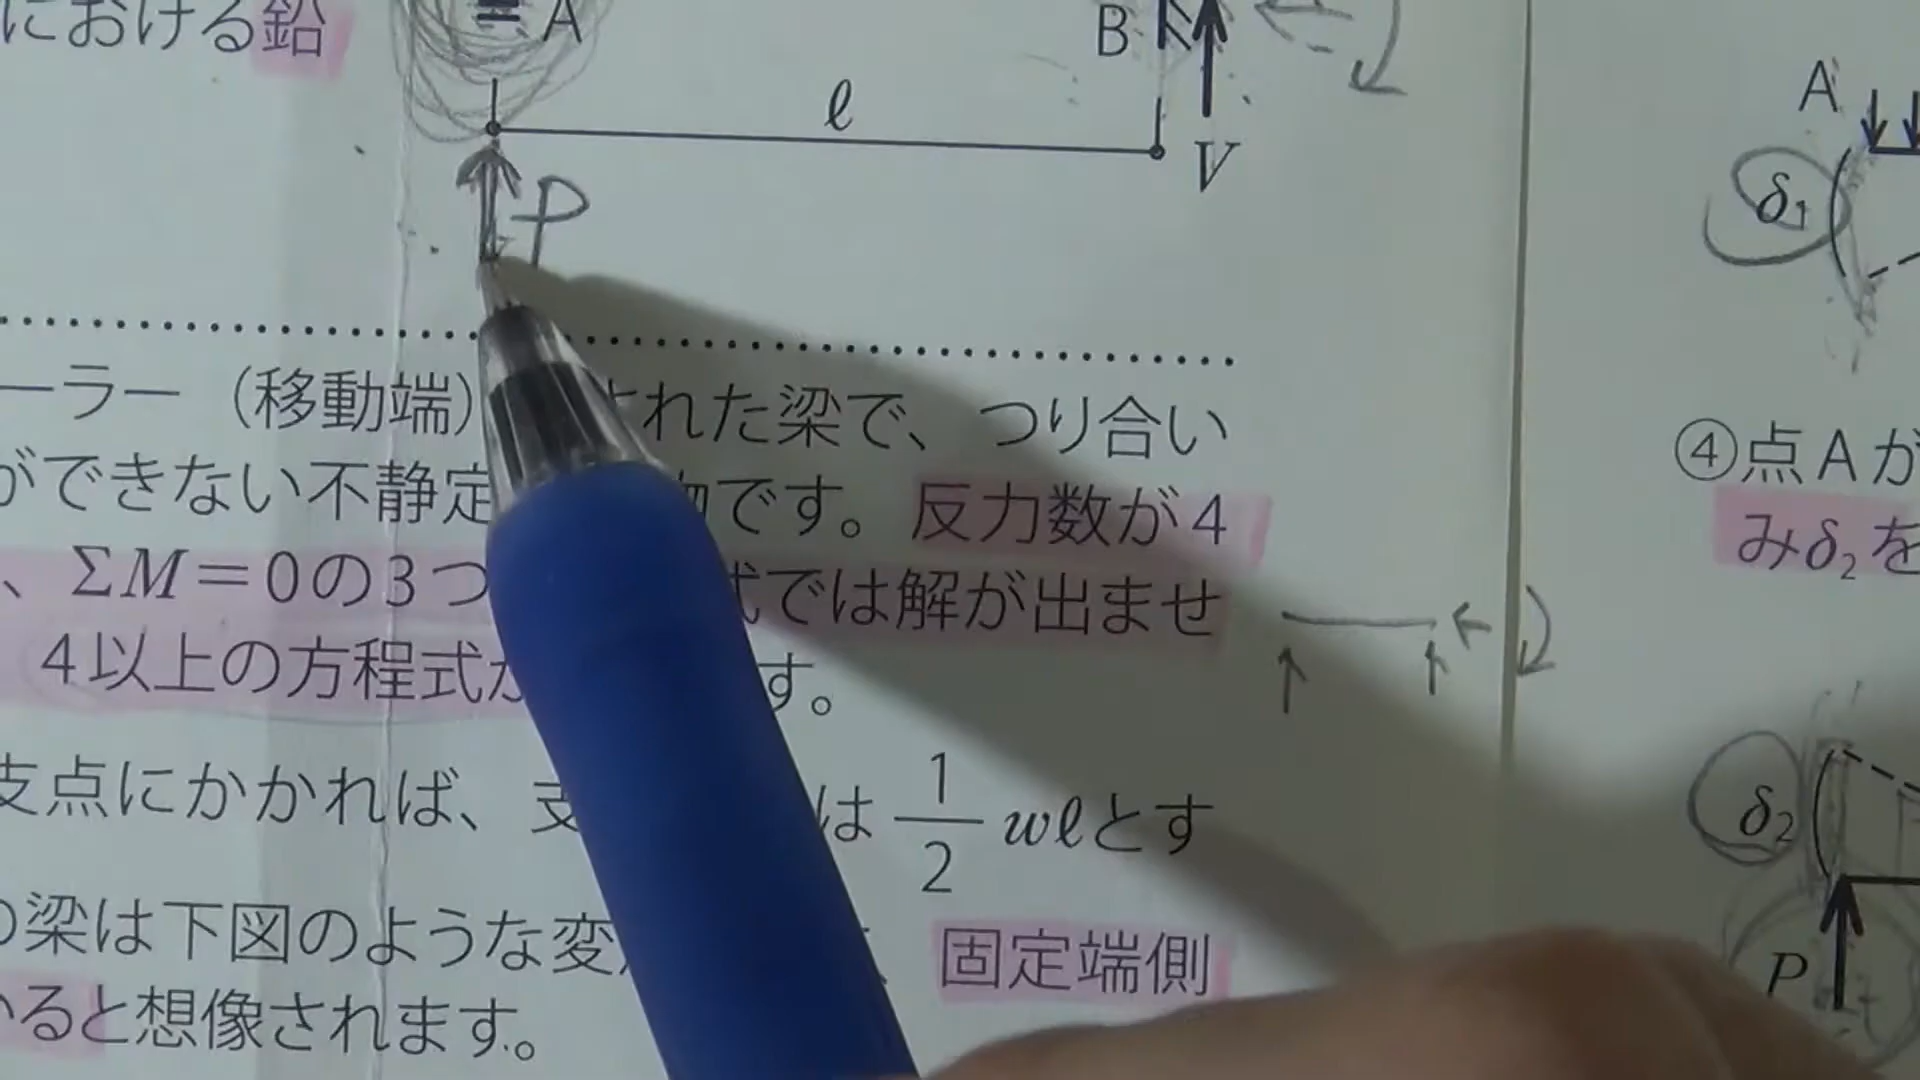 における鉛
A
B
ℓ
V
P
ーラー（移動端）
された梁で、つり合い
ができない不静定
です。反力数が4
、ΣM＝0の3つ
では解が出ませ
4以上の方程式が
す。
支点にかかれば、支
は 1/2 wℓとす
の梁は下図のような変
固定端側
ると想像されます。
A
δ1
④点Aが
みδ2を
δ2
P